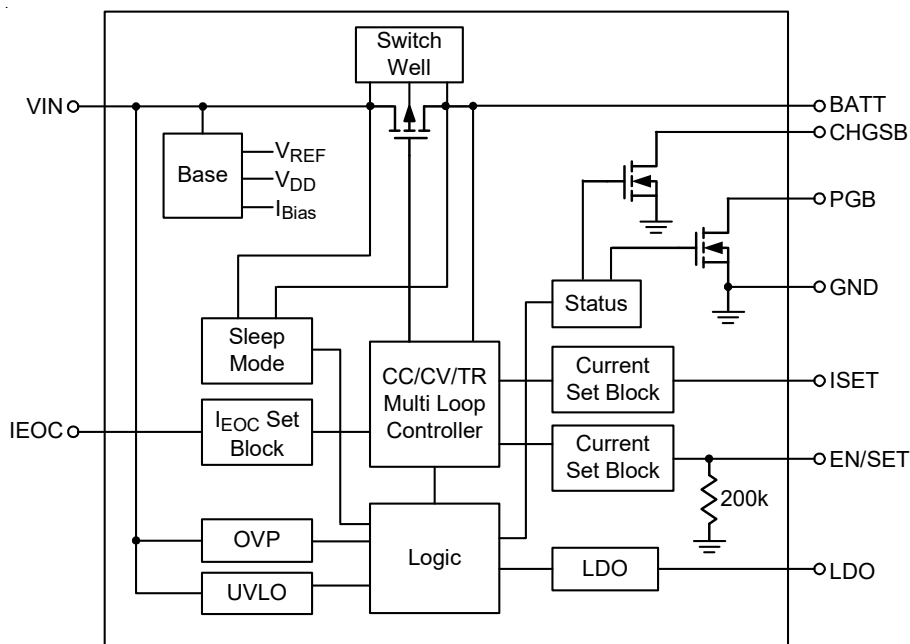 Switch
Well
VIN
BATT
CHGSB
Base
VREF
VDD
IBias
PGB
GND
Status
Sleep
Mode
CC/CV/TR
Multi Loop
Controller
Current
Set Block
ISET
IEOC
IEOC Set
Block
Current
Set Block
EN/SET
200k
OVP
Logic
LDO
LDO
UVLO